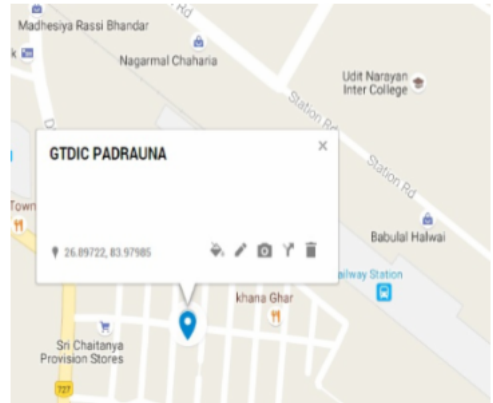 Rd
Madhesiya Rassi Bhandar
k
Nagarmal Chaharia
Udit Narayan
Inter College
Station Rd
GTDIC PADRAUNA
×
Station Rd
Town
26.89722, 83.97985
Babulal Halwai
ailway Station
khana Ghar
Sri Chaitanya
Provision Stores
727